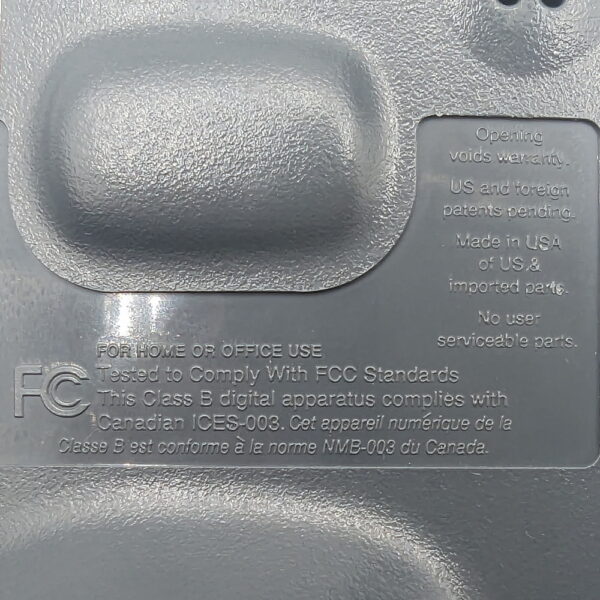 Opening
voids warranty.
US and foreign
patents pending.
Made in USA
of US &
imported parts.
No user
serviceable parts.
FOR HOME OR OFFICE USE
FC Tested to Comply With FCC Standards
This Class B digital apparatus complies with
Canadian ICES-003. Cet appareil numérique de la
Classe B est conforme à la norme NMB-003 du Canada.